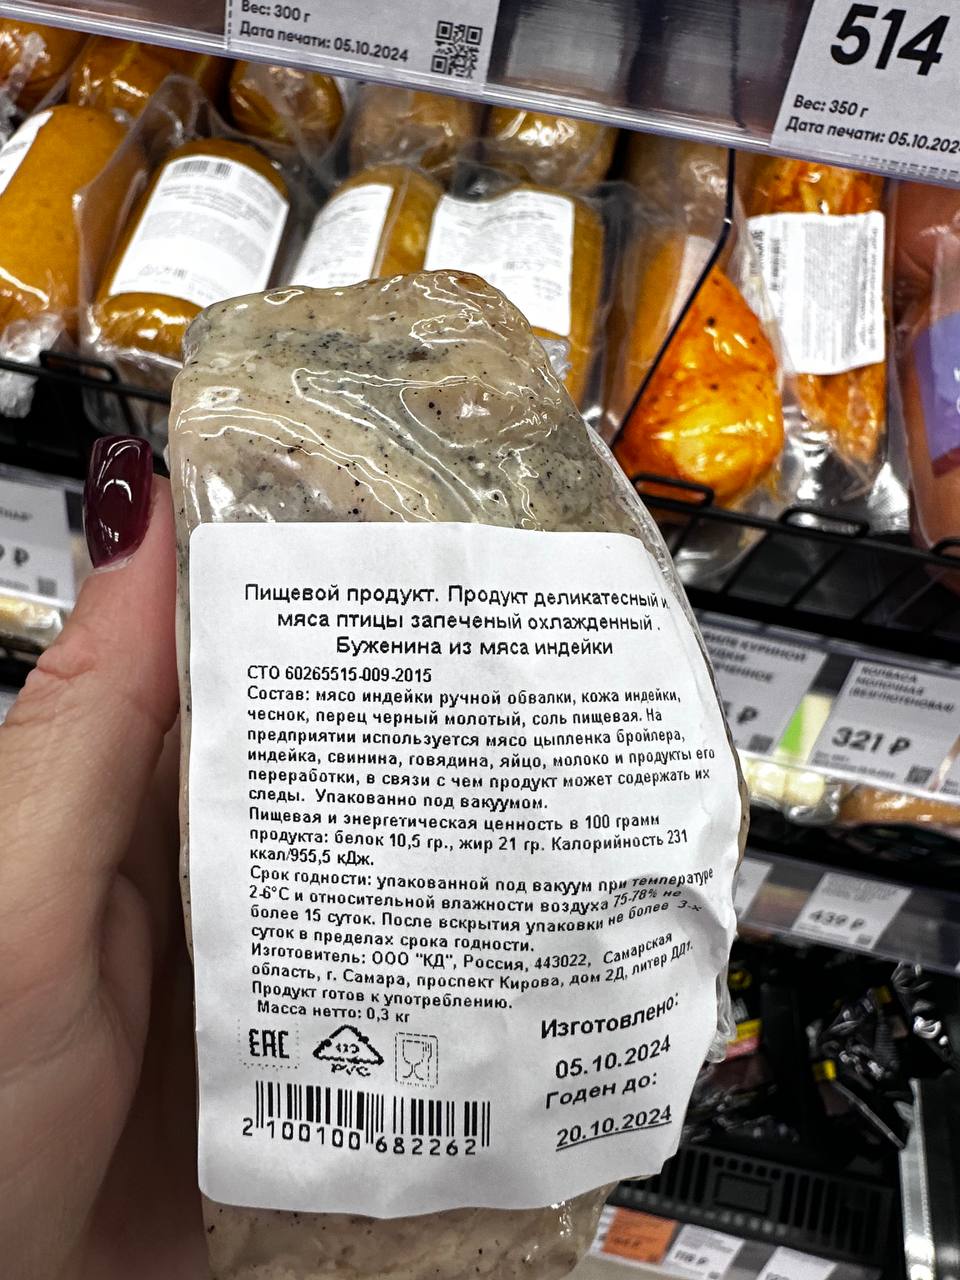 Вес: 300 г
Дата печати: 05.10.2024
514
Вес: 350 г
Дата печати: 05.10.202
Пищевой продукт. Продукт деликатесный и
мяса птицы запеченый охлажденный .
Буженина из мяса индейки
СТО 60265515-009-2015
Состав: мясо индейки ручной обвалки, кожа индейки,
чеснок, перец черный молотый, соль пищевая. На
предприятии используется мясо цыпленка бройлера,
индейка, свинина, говядина, яйцо, молоко и продукты его
переработки, в связи с чем продукт может содержать их
следы. Упакованно под вакуумом.
Пищевая и энергетическая ценность в 100 грамм
продукта: белок 10,5 гр., жир 21 гр. Калорийность 231
ккал/955,5 кДж.
Срок годности: упакованной под вакуум при температуре
2-6°С и относительной влажности воздуха 75-78% не
более 15 суток. После вскрытия упаковки не более 3-х
суток в пределах срока годности.
Изготовитель: ООО "КД", Россия, 443022, Самарская
область, г. Самара, проспект Кирова, дом 2Д, литер ДД1.
Продукт готов к употреблению.
Масса нетто: 0,3 кг
EAC
PVC
Изготовлено:
05.10.2024
Годен до:
20.10.2024
2 100100 682262
КОЛБАСА
МОЛОЧНАЯ
321 ₽
439 ₽